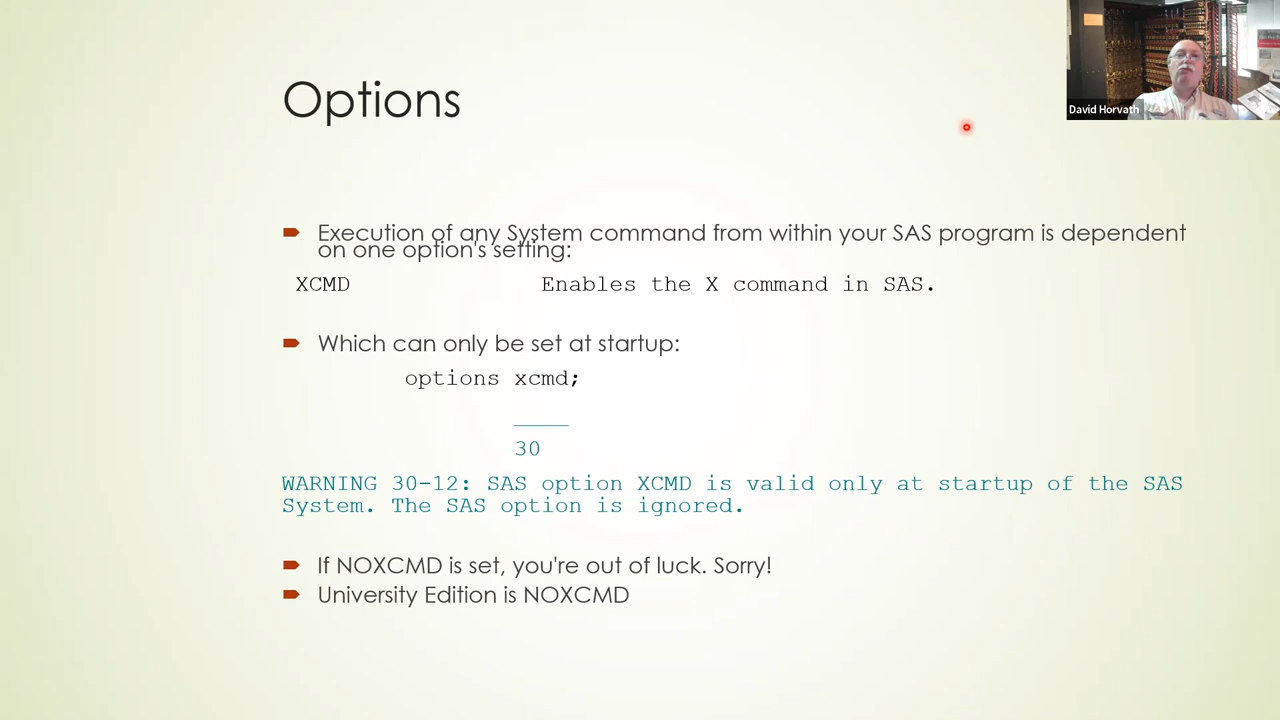 David Horvath
Options
Execution of any System command from within your SAS program is dependent
on one option's setting:
XCMD Enables the X command in SAS.
Which can only be set at startup:
options xcmd;
____
30
WARNING 30-12: SAS option XCMD is valid only at startup of the SAS
System. The SAS option is ignored.
If NOXCMD is set, you're out of luck. Sorry!
University Edition is NOXCMD